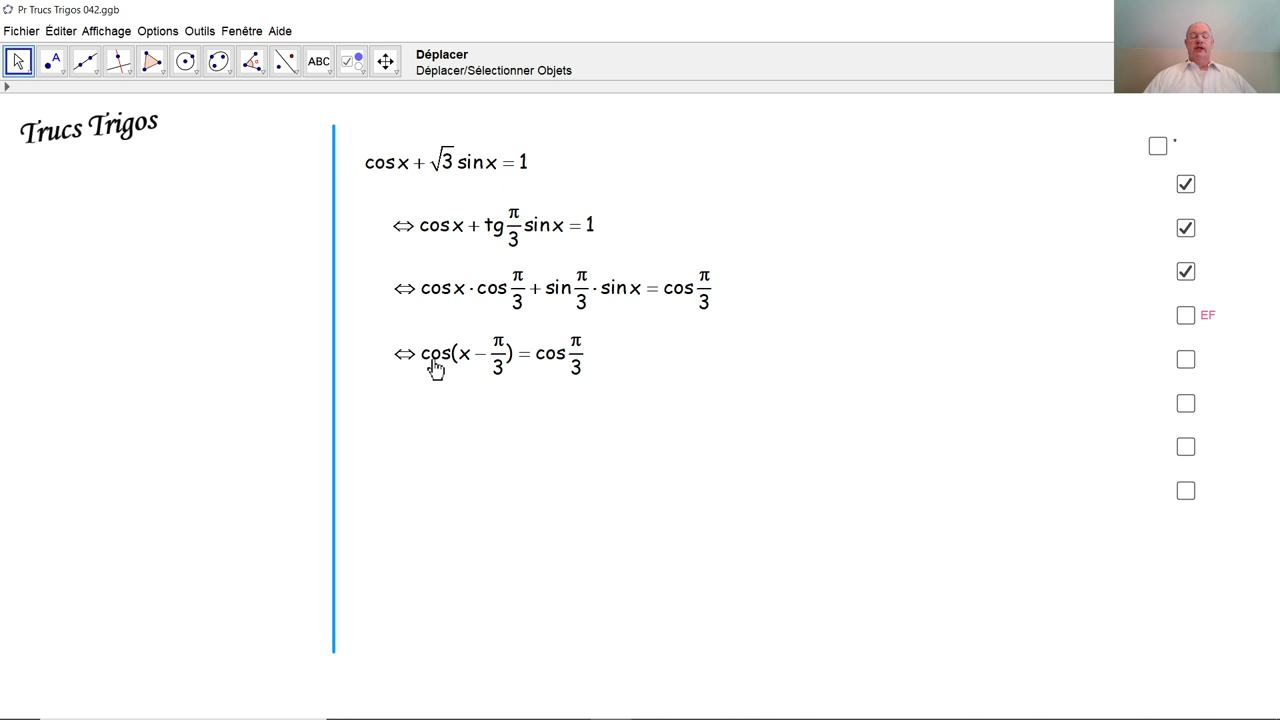 Pr Trucs Trigos 042.ggb
Fichier Éditer Affichage Options Outils Fenêtre Aide
A ABC
Déplacer
Déplacer/Sélectionner Objets
Trucs Trigos
cos x + √3 sin x = 1
⇔ cos x + tg π/3 sin x = 1
⇔ cos x · cos π/3 + sin π/3 · sin x = cos π/3
⇔ cos(x − π/3) = cos π/3
EF